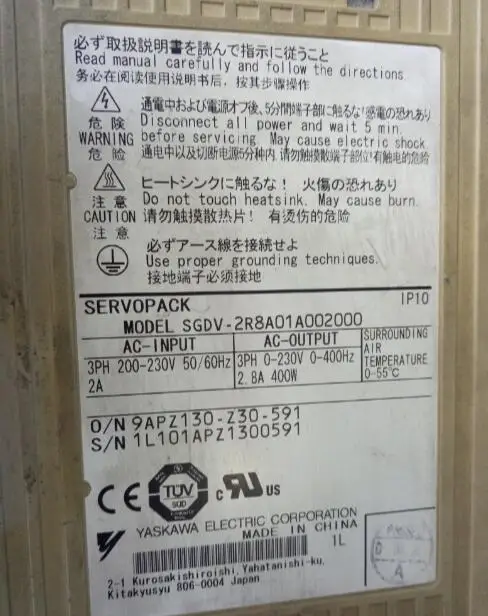 必ず取扱説明書を読んで指示に従うこと
Read manual carefully and follow the directions.
务必在阅读使用说明书后，按其步骤操作
危険
WARNING
危险
通電中および電源オフ後、5分間端子部に触るな!感電の恐れあり
Disconnect all power and wait 5 min.
before servicing. May cause electric shock.
通电中以及切断电源5分钟内，请勿触摸端子部位!有触电的危险
注意
CAUTION
注意
ヒートシンクに触るな! 火傷の恐れあり
Do not touch heatsink. May cause burn.
请勿触摸散热片! 有烫伤的危险
必ずアース線を接続せよ
Use proper grounding techniques.
接地端子必须接地
SERVOPACK
IP10
MODEL SGDV-2R8A01A002000
AC-INPUT
3PH 200-230V 50/60Hz
2A
AC-OUTPUT
3PH 0-230V 0-400Hz
2.8A 400W
SURROUNDING
AIR
TEMPERATURE
0-55℃
O/N 9APZ130-Z30-591
S/N 1L101APZ1300591
CE
TÜV
SÜD
c RU US
YASKAWA ELECTRIC CORPORATION
MADE IN CHINA
1L
2-1 Kurosakishiroishi, Yahatanishi-ku,
Kitakyusyu 806-0004 Japan
D
A